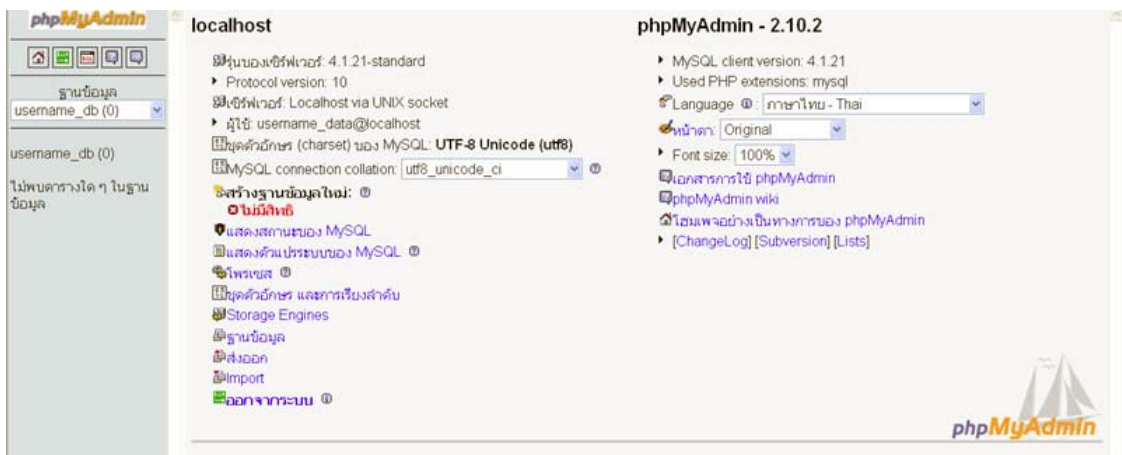 phpMyAdmin
ฐานข้อมูล
username_db (0)
username_db (0)
ไม่พบตารางใด ๆ ในฐาน
ข้อมูล
localhost
รุ่นของเซิร์ฟเวอร์: 4.1.21-standard
Protocol version: 10
เซิร์ฟเวอร์: Localhost via UNIX socket
ผู้ใช้: username_data@localhost
ชุดตัวอักษร (charset) ของ MySQL: UTF-8 Unicode (utf8)
MySQL connection collation: utf8_unicode_ci
สร้างฐานข้อมูลใหม่:
ไม่มีสิทธิ
แสดงสถานะของ MySQL
แสดงตัวแปรระบบของ MySQL
โพรเซส
ชุดตัวอักษร และการเรียงลำดับ
Storage Engines
ฐานข้อมูล
ส่งออก
Import
ออกจากระบบ
phpMyAdmin - 2.10.2
MySQL client version: 4.1.21
Used PHP extensions: mysql
Language : ภาษาไทย - Thai
หน้าตา: Original
Font size: 100%
เอกสารการใช้ phpMyAdmin
phpMyAdmin wiki
โฮมเพจอย่างเป็นทางการของ phpMyAdmin
[ChangeLog] [Subversion] [Lists]
phpMyAdmin